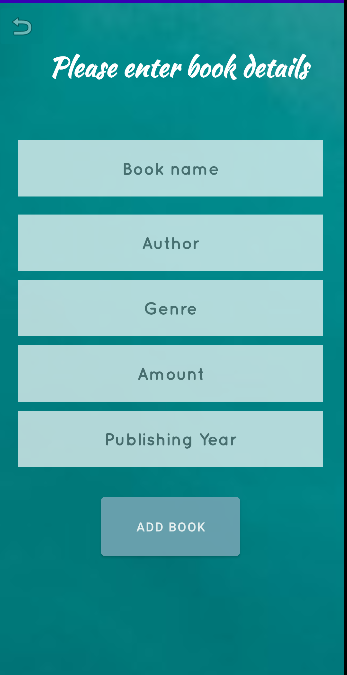 Please enter book details
Book name
Author
Genre
Amount
Publishing Year
ADD BOOK